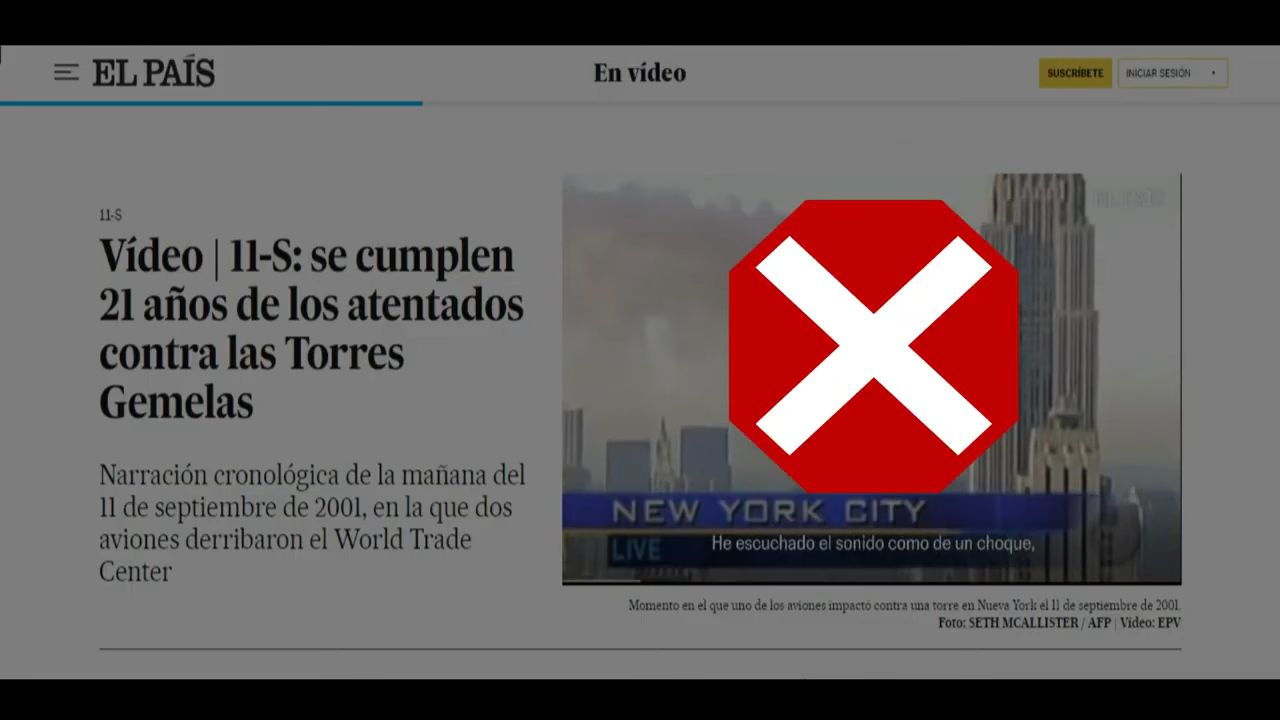 EL PAÍS
En vídeo
SUSCRÍBETE
INICIAR SESIÓN
11-S
Vídeo | 11-S: se cumplen
21 años de los atentados
contra las Torres
Gemelas
Narración cronológica de la mañana del
11 de septiembre de 2001, en la que dos
aviones derribaron el World Trade
Center
EL PAÍS
NEW YORK CITY
LIVE
He escuchado el sonido como de un choque,
Momento en el que uno de los aviones impactó contra una torre en Nueva York el 11 de septiembre de 2001.
Foto: SETH MCALLISTER / AFP | Vídeo: EPV